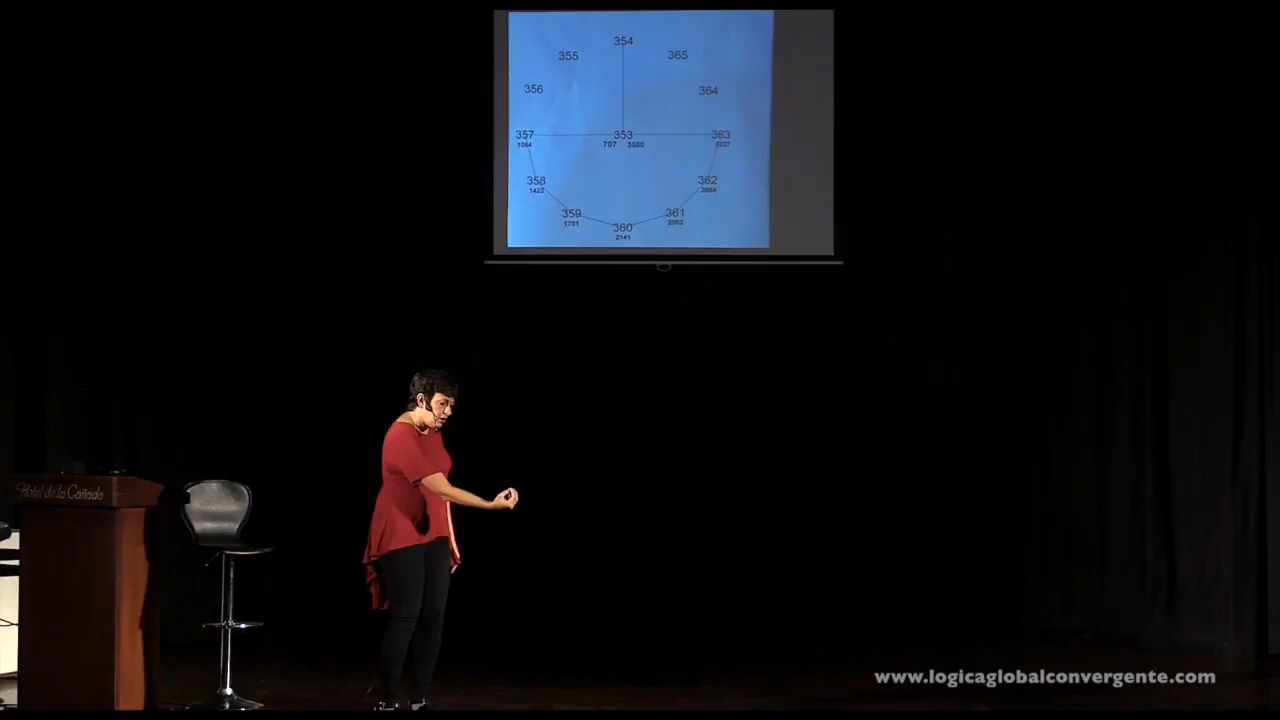 354
355 365
356 364
357 353 363
1064 707 3580 3227
358 362
1422
359 361
1781
360
2141
Hotel de la Cañada
www.logicaglobalconvergente.com